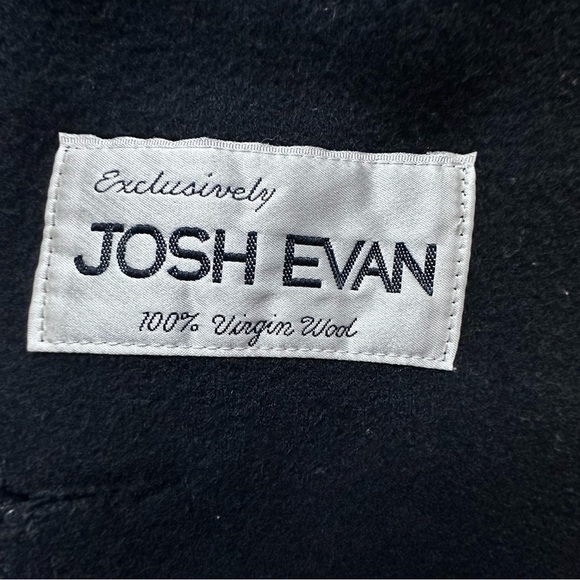 Exclusively
JOSH EVAN
100% Virgin Wool